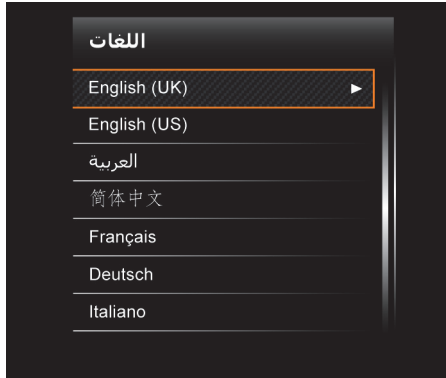 اللغات
English (UK)
English (US)
العربية
简体中文
Français
Deutsch
Italiano